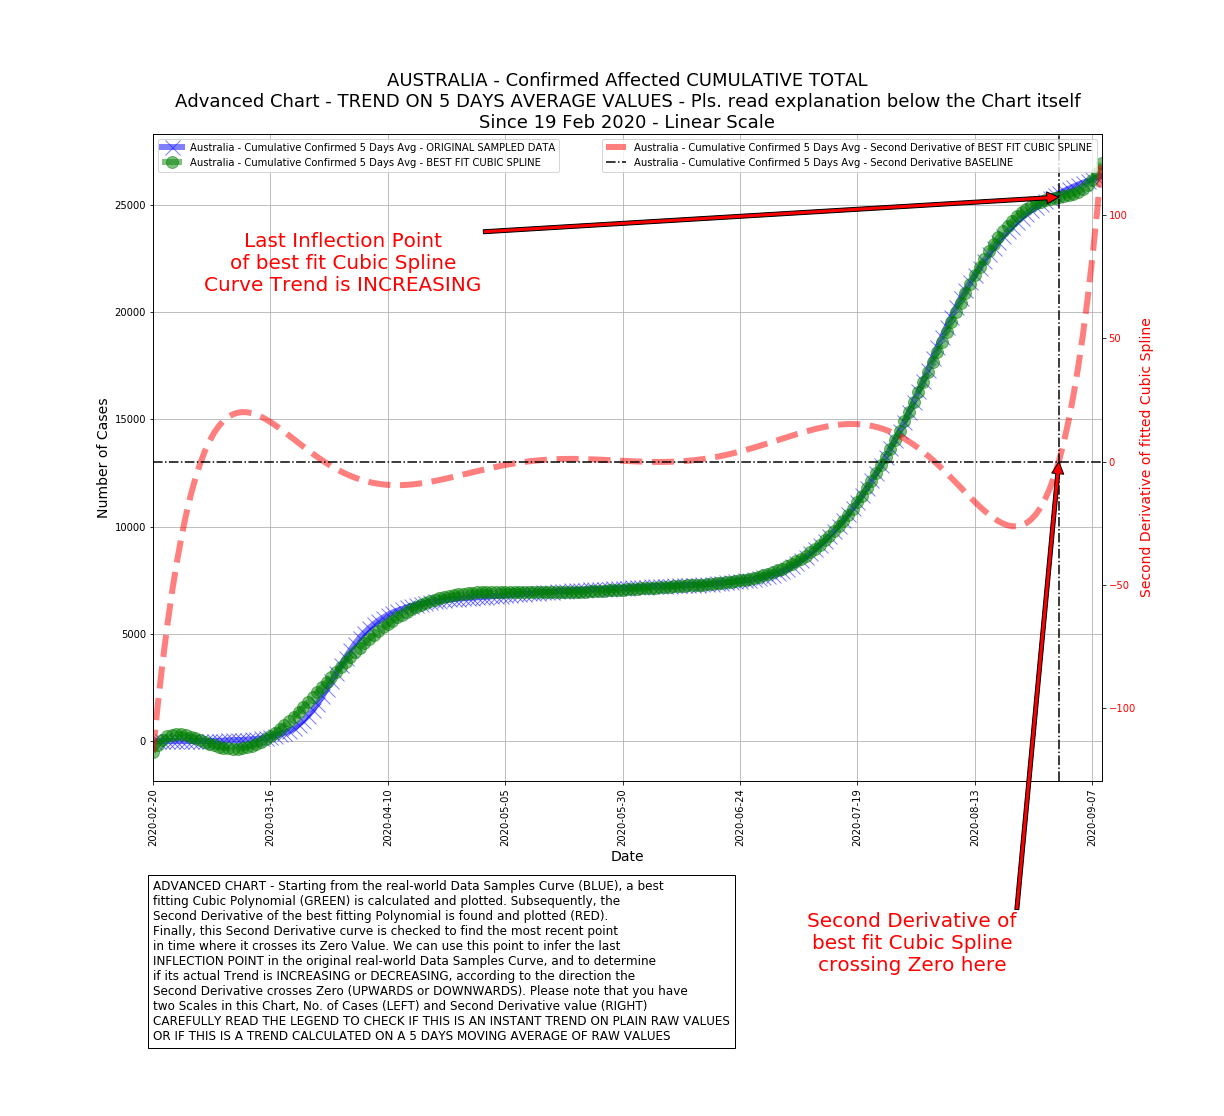 AUSTRALIA - Confirmed Affected CUMULATIVE TOTAL
Advanced Chart - TREND ON 5 DAYS AVERAGE VALUES - Pls. read explanation below the Chart itself
Since 19 Feb 2020 - Linear Scale
Australia - Cumulative Confirmed 5 Days Avg - ORIGINAL SAMPLED DATA
Australia - Cumulative Confirmed 5 Days Avg - BEST FIT CUBIC SPLINE
Australia - Cumulative Confirmed 5 Days Avg - Second Derivative of BEST FIT CUBIC SPLINE
Australia - Cumulative Confirmed 5 Days Avg - Second Derivative BASELINE
Last Inflection Point
of best fit Cubic Spline
Curve Trend is INCREASING
Number of Cases
25000
20000
15000
10000
5000
0
100
50
0
−50
−100
Second Derivative of fitted Cubic Spline
2020-02-20
2020-03-16
2020-04-10
2020-05-05
2020-05-30
2020-06-24
2020-07-19
2020-08-13
2020-09-07
Date
ADVANCED CHART - Starting from the real-world Data Samples Curve (BLUE), a best
fitting Cubic Polynomial (GREEN) is calculated and plotted. Subsequently, the
Second Derivative of the best fitting Polynomial is found and plotted (RED).
Finally, this Second Derivative curve is checked to find the most recent point
in time where it crosses its Zero Value. We can use this point to infer the last
INFLECTION POINT in the original real-world Data Samples Curve, and to determine
if its actual Trend is INCREASING or DECREASING, according to the direction the
Second Derivative crosses Zero (UPWARDS or DOWNWARDS). Please note that you have
two Scales in this Chart, No. of Cases (LEFT) and Second Derivative value (RIGHT)
CAREFULLY READ THE LEGEND TO CHECK IF THIS IS AN INSTANT TREND ON PLAIN RAW VALUES
OR IF THIS IS A TREND CALCULATED ON A 5 DAYS MOVING AVERAGE OF RAW VALUES
Second Derivative of
best fit Cubic Spline
crossing Zero here